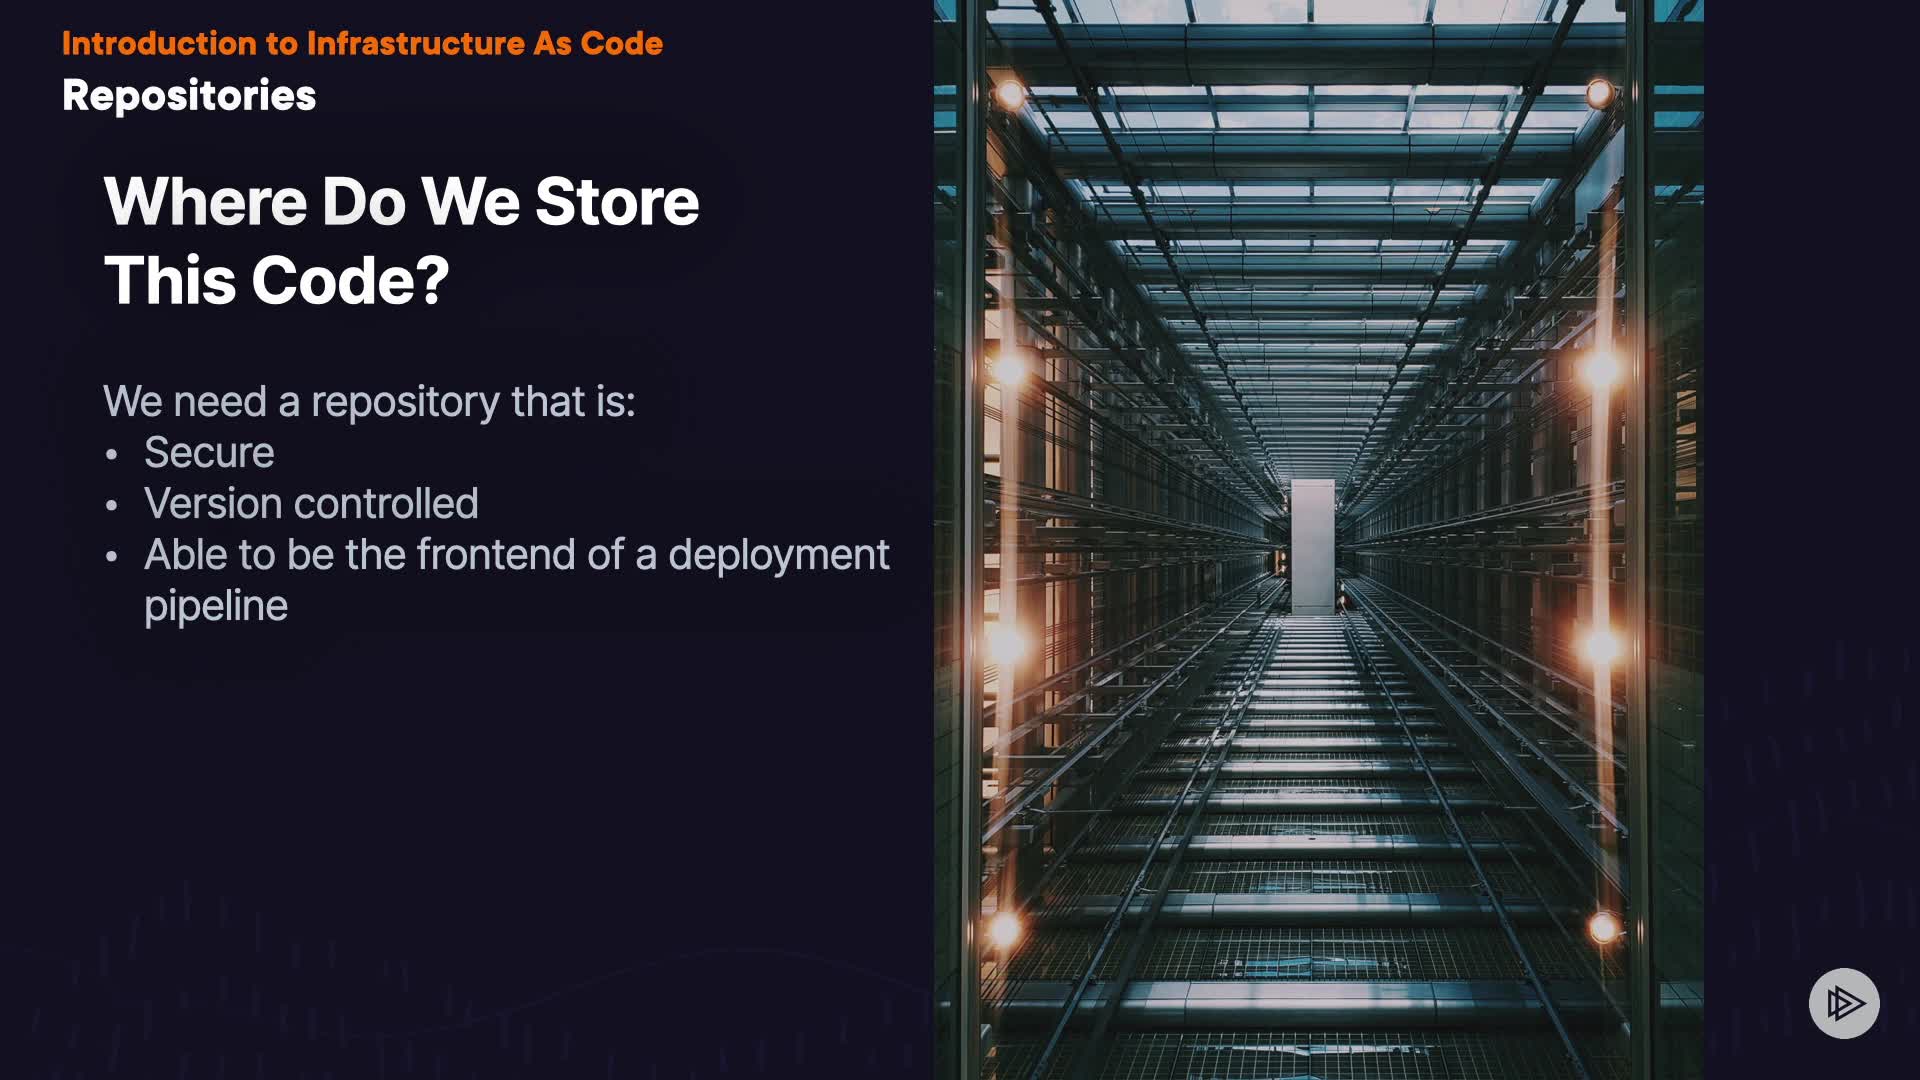 Introduction to Infrastructure As Code
Repositories
Where Do We Store
This Code?
We need a repository that is:
• Secure
• Version controlled
• Able to be the frontend of a deployment
pipeline